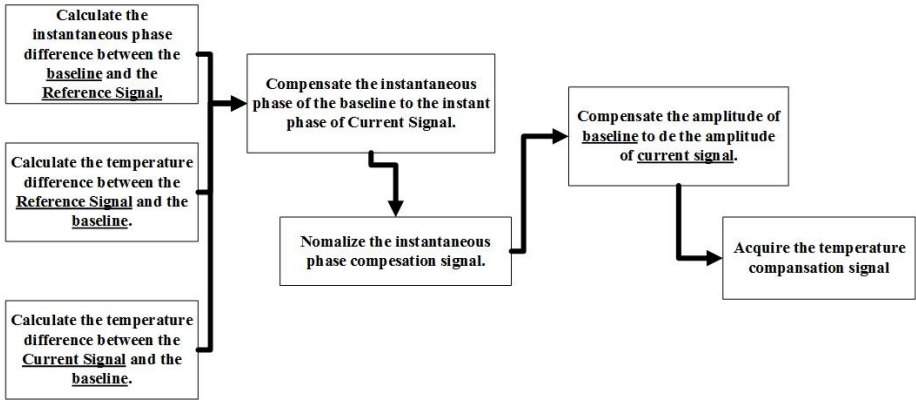 Calculate the
instantaneous phase
difference between the
baseline and the
Reference Signal.
Calculate the temperature
difference between the
Reference Signal and the
baseline.
Calculate the temperature
difference between the
Current Signal and the
baseline.
Compensate the instantaneous
phase of the baseline to the instant
phase of Current Signal.
Nomalize the instantaneous
phase compesation signal.
Compensate the amplitude of
baseline to de the amplitude
of current signal.
Acquire the temperature
compansation signal